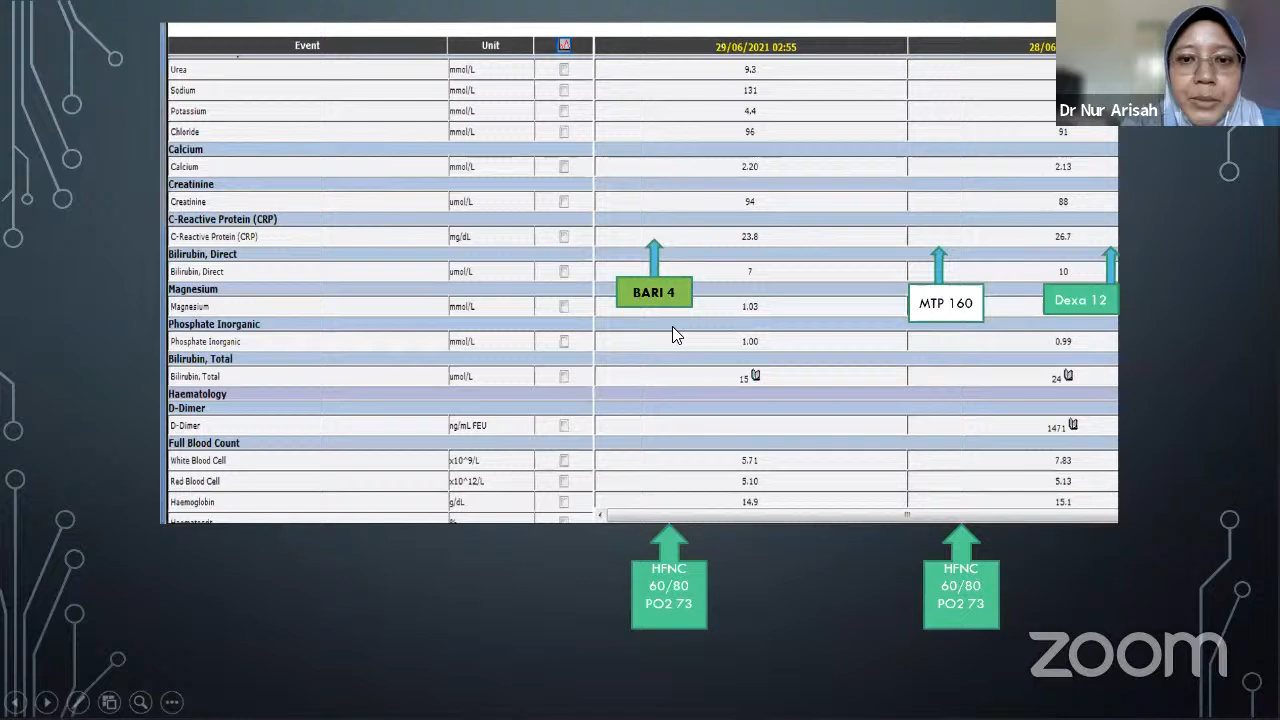 Event Unit 29/06/2021 02:55 28/06
Urea mmol/L 9.3
Sodium mmol/L 131
Potassium mmol/L 4.4
Chloride mmol/L 96 91
Calcium
Calcium mmol/L 2.20 2.13
Creatinine
Creatinine umol/L 94 88
C-Reactive Protein (CRP)
C-Reactive Protein (CRP) mg/dL 23.8 26.7
Bilirubin, Direct
Bilirubin, Direct umol/L 7 10
Magnesium
Magnesium mmol/L 1.03
Phosphate Inorganic
Phosphate Inorganic mmol/L 1.00 0.99
Bilirubin, Total
Bilirubin, Total umol/L 15 24
Haematology
D-Dimer
D-Dimer ng/mL FEU 1471
Full Blood Count
White Blood Cell x10^9/L 5.71 7.83
Red Blood Cell x10^12/L 5.10 5.13
Haemoglobin g/dL 14.9 15.1
BARI 4
MTP 160
Dexa 12
HFNC
60/80
PO2 73
HFNC
60/80
PO2 73
Dr Nur Arisah
zoom